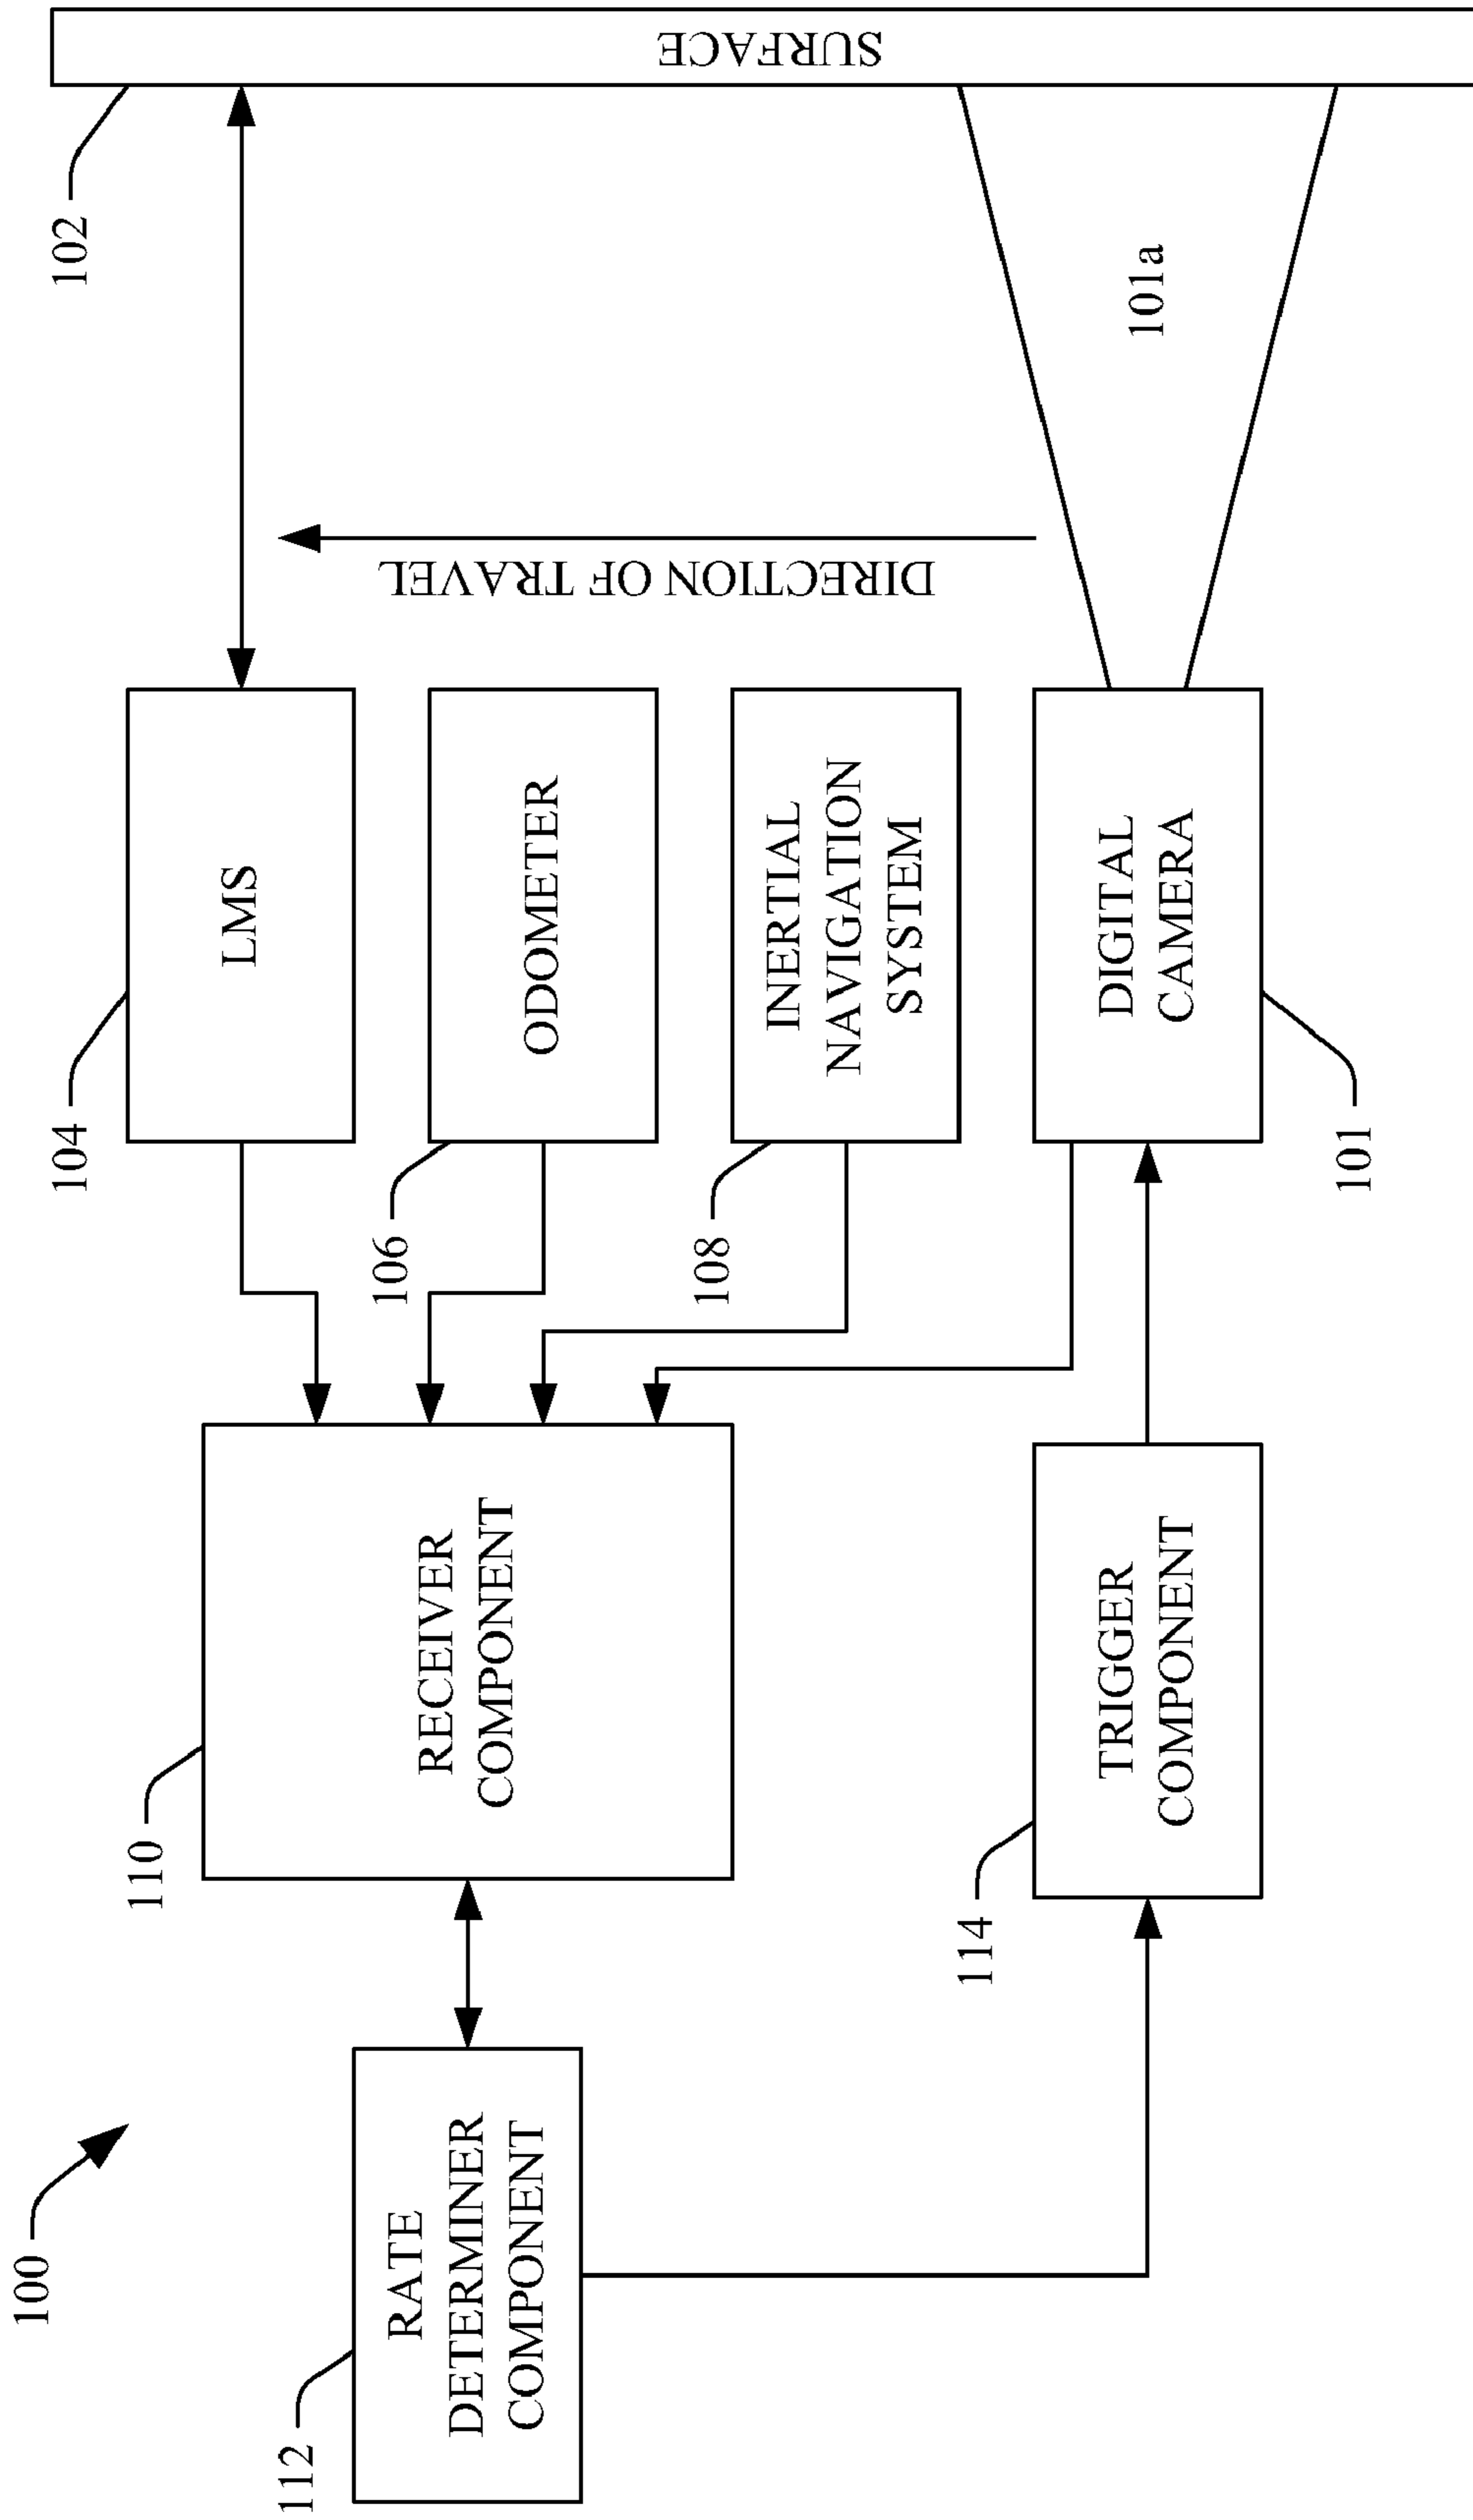 100
112
RATE
DETERMINER
COMPONENT
110
RECEIVER
COMPONENT
114
TRIGGER
COMPONENT
104
LMS
106
ODOMETER
108
INERTIAL
NAVIGATION
SYSTEM
101
DIGITAL
CAMERA
DIRECTION OF TRAVEL
101a
102
SURFACE